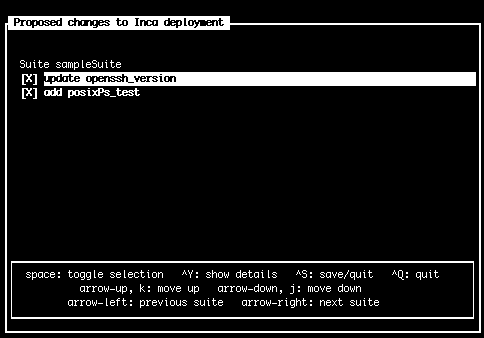 Proposed changes to Inca deployment
Suite sampleSuite
[X] update openssh_version
[X] add posixPs_test
space: toggle selection ^Y: show details ^S: save/quit ^Q: quit
arrow-up, k: move up arrow-down, j: move down
arrow-left: previous suite arrow-right: next suite